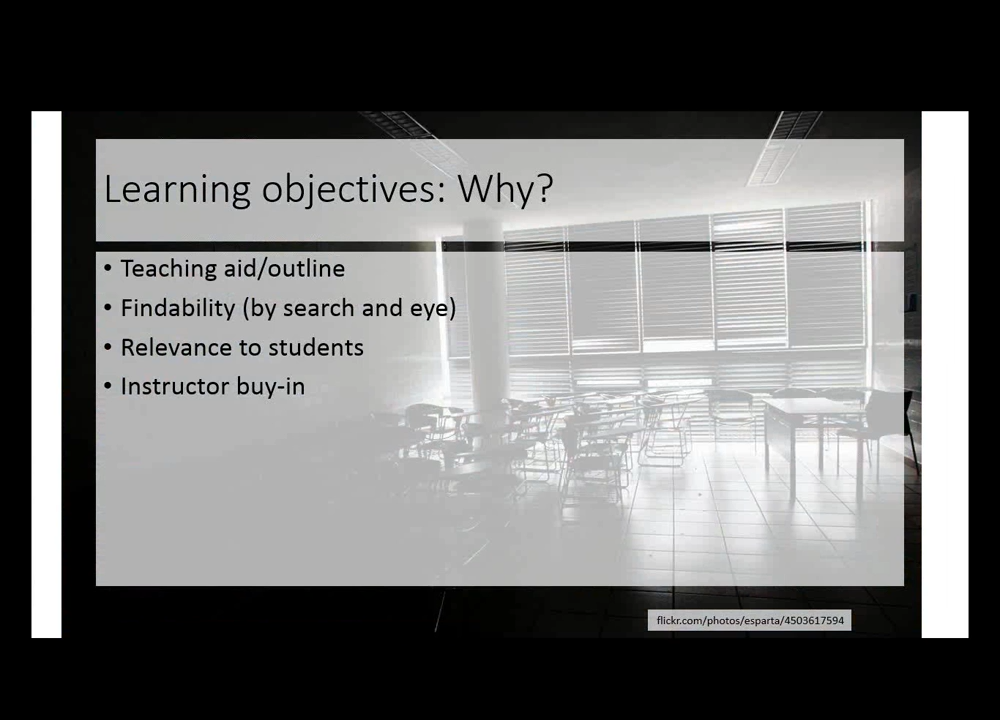 Learning objectives: Why?
• Teaching aid/outline
• Findability (by search and eye)
• Relevance to students
• Instructor buy-in
flickr.com/photos/esparta/4503617594